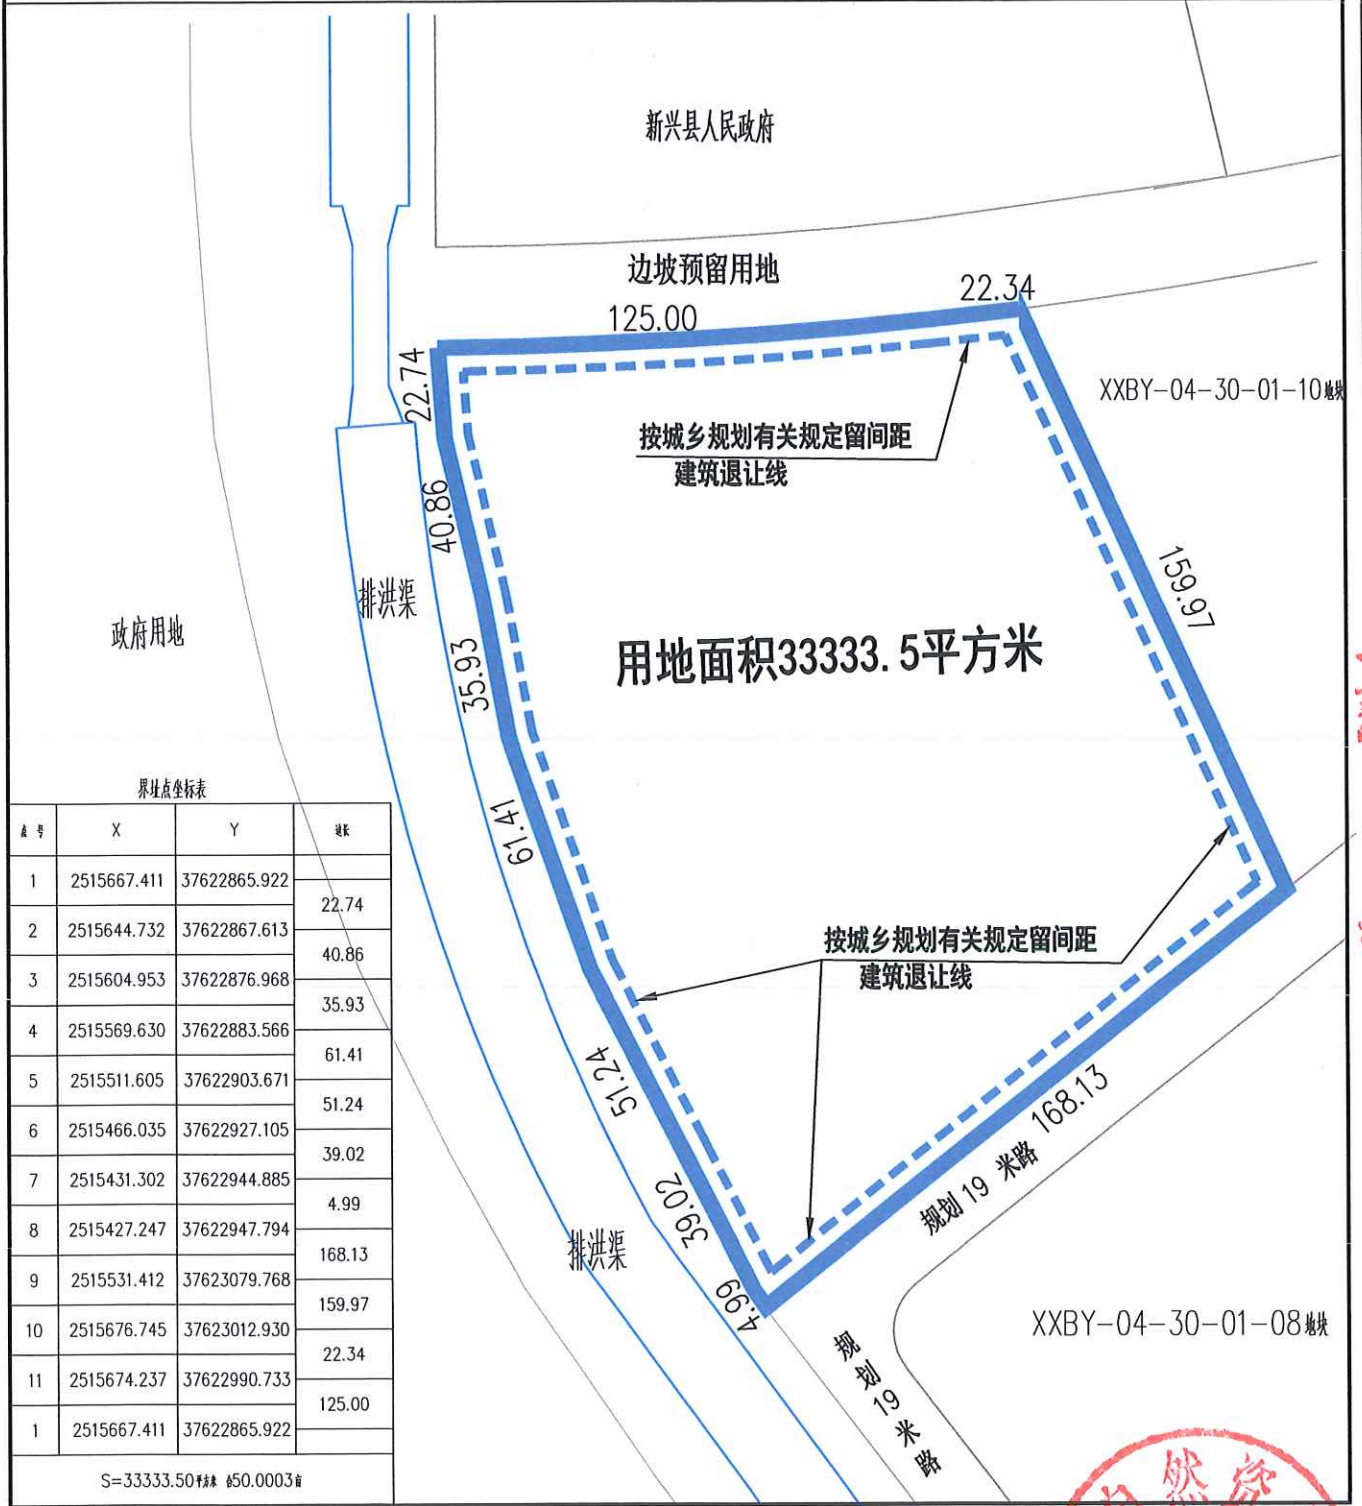 新兴县人民政府
边坡预留用地
125.00
22.34
22.74
XXBY-04-30-01-10地块
按城乡规划有关规定留间距
建筑退让线
40.86
排洪渠
159.97
政府用地
用地面积33333.5平方米
35.93
61.41
界址点坐标表
点号 X Y 边长
1 2515667.411 37622865.922
22.74
2 2515644.732 37622867.613
40.86
3 2515604.953 37622876.968
35.93
4 2515569.630 37622883.566
61.41
5 2515511.605 37622903.671
51.24
6 2515466.035 37622927.105
39.02
7 2515431.302 37622944.885
4.99
8 2515427.247 37622947.794
168.13
9 2515531.412 37623079.768
159.97
10 2515676.745 37623012.930
22.34
11 2515674.237 37622990.733
125.00
1 2515667.411 37622865.922
S=33333.50平方米 合50.0003亩
按城乡规划有关规定留间距
建筑退让线
51.24
168.13
规划19米路
39.02
排洪渠
4.99
XXBY-04-30-01-08地块
规划19米路
自然资